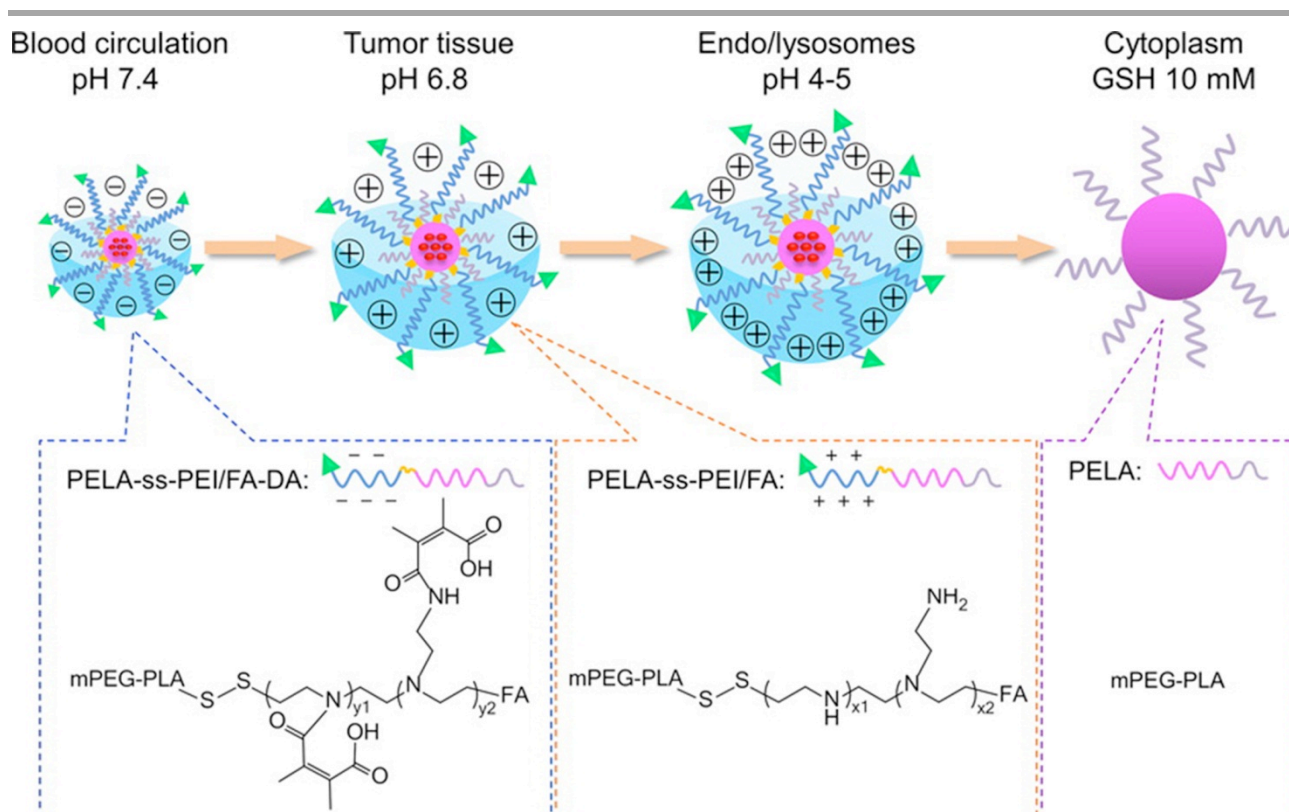 Blood circulation
pH 7.4
Tumor tissue
pH 6.8
Endo/lysosomes
pH 4-5
Cytoplasm
GSH 10 mM
PELA-ss-PEI/FA-DA:
O
OH
O
NH
mPEG-PLA
S
S
N
y1
N
y2
FA
O
OH
O
PELA-ss-PEI/FA:
NH2
mPEG-PLA
S
S
N
H
x1
N
x2
FA
PELA:
mPEG-PLA